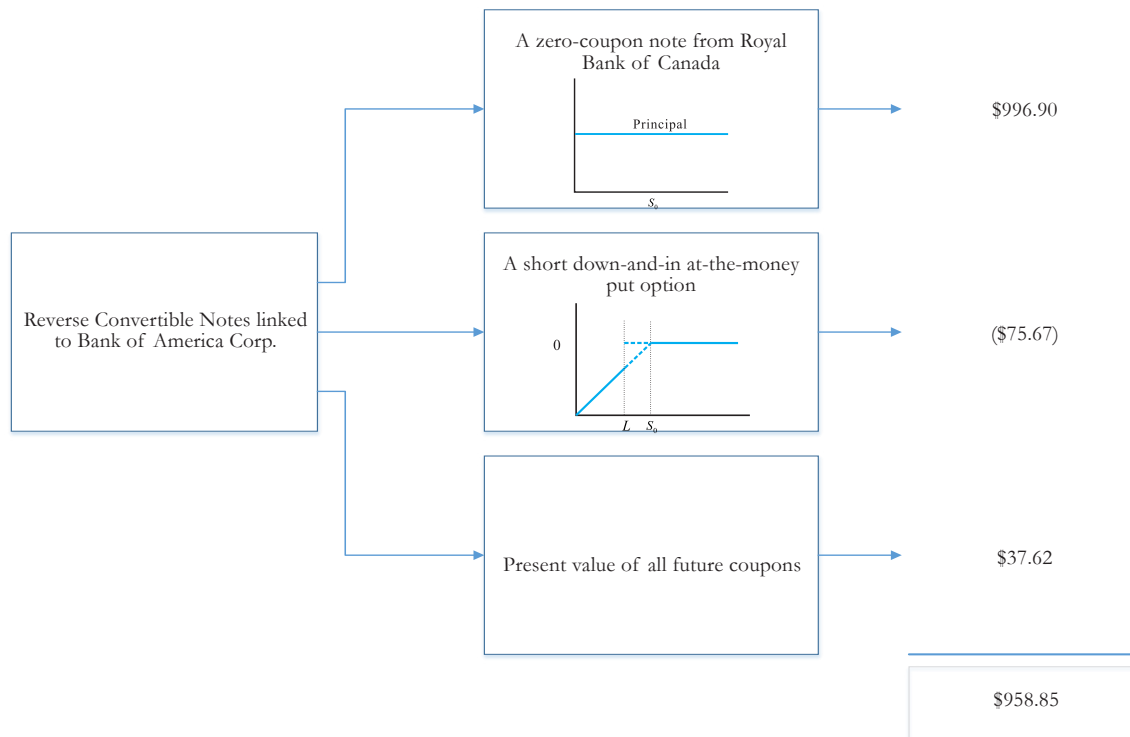 A zero-coupon note from Royal
Bank of Canada
Principal
S₀
$996.90
Reverse Convertible Notes linked
to Bank of America Corp.
A short down-and-in at-the-money
put option
0
L S₀
($75.67)
Present value of all future coupons
$37.62
$958.85